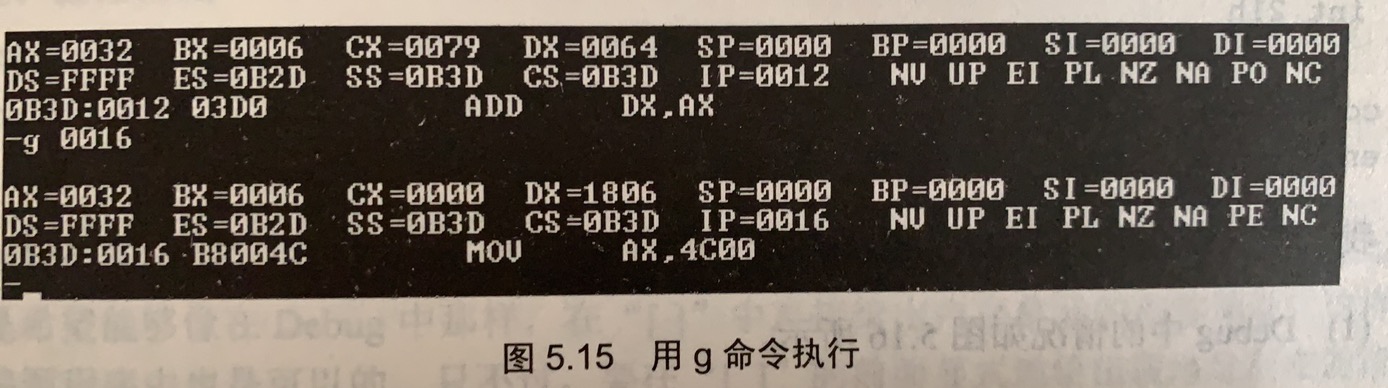 AX=0032 BX=0006 CX=0079 DX=0064 SP=0000 BP=0000 SI=0000 DI=0000
DS=FFFF ES=0B2D SS=0B3D CS=0B3D IP=0012 NV UP EI PL NZ NA PO NC
0B3D:0012 03D0 ADD DX,AX
-g 0016
AX=0032 BX=0006 CX=0000 DX=1806 SP=0000 BP=0000 SI=0000 DI=0000
DS=FFFF ES=0B2D SS=0B3D CS=0B3D IP=0016 NV UP EI PL NZ NA PE NC
0B3D:0016 B8004C MOV AX,4C00
-
图 5.15 用 g 命令执行